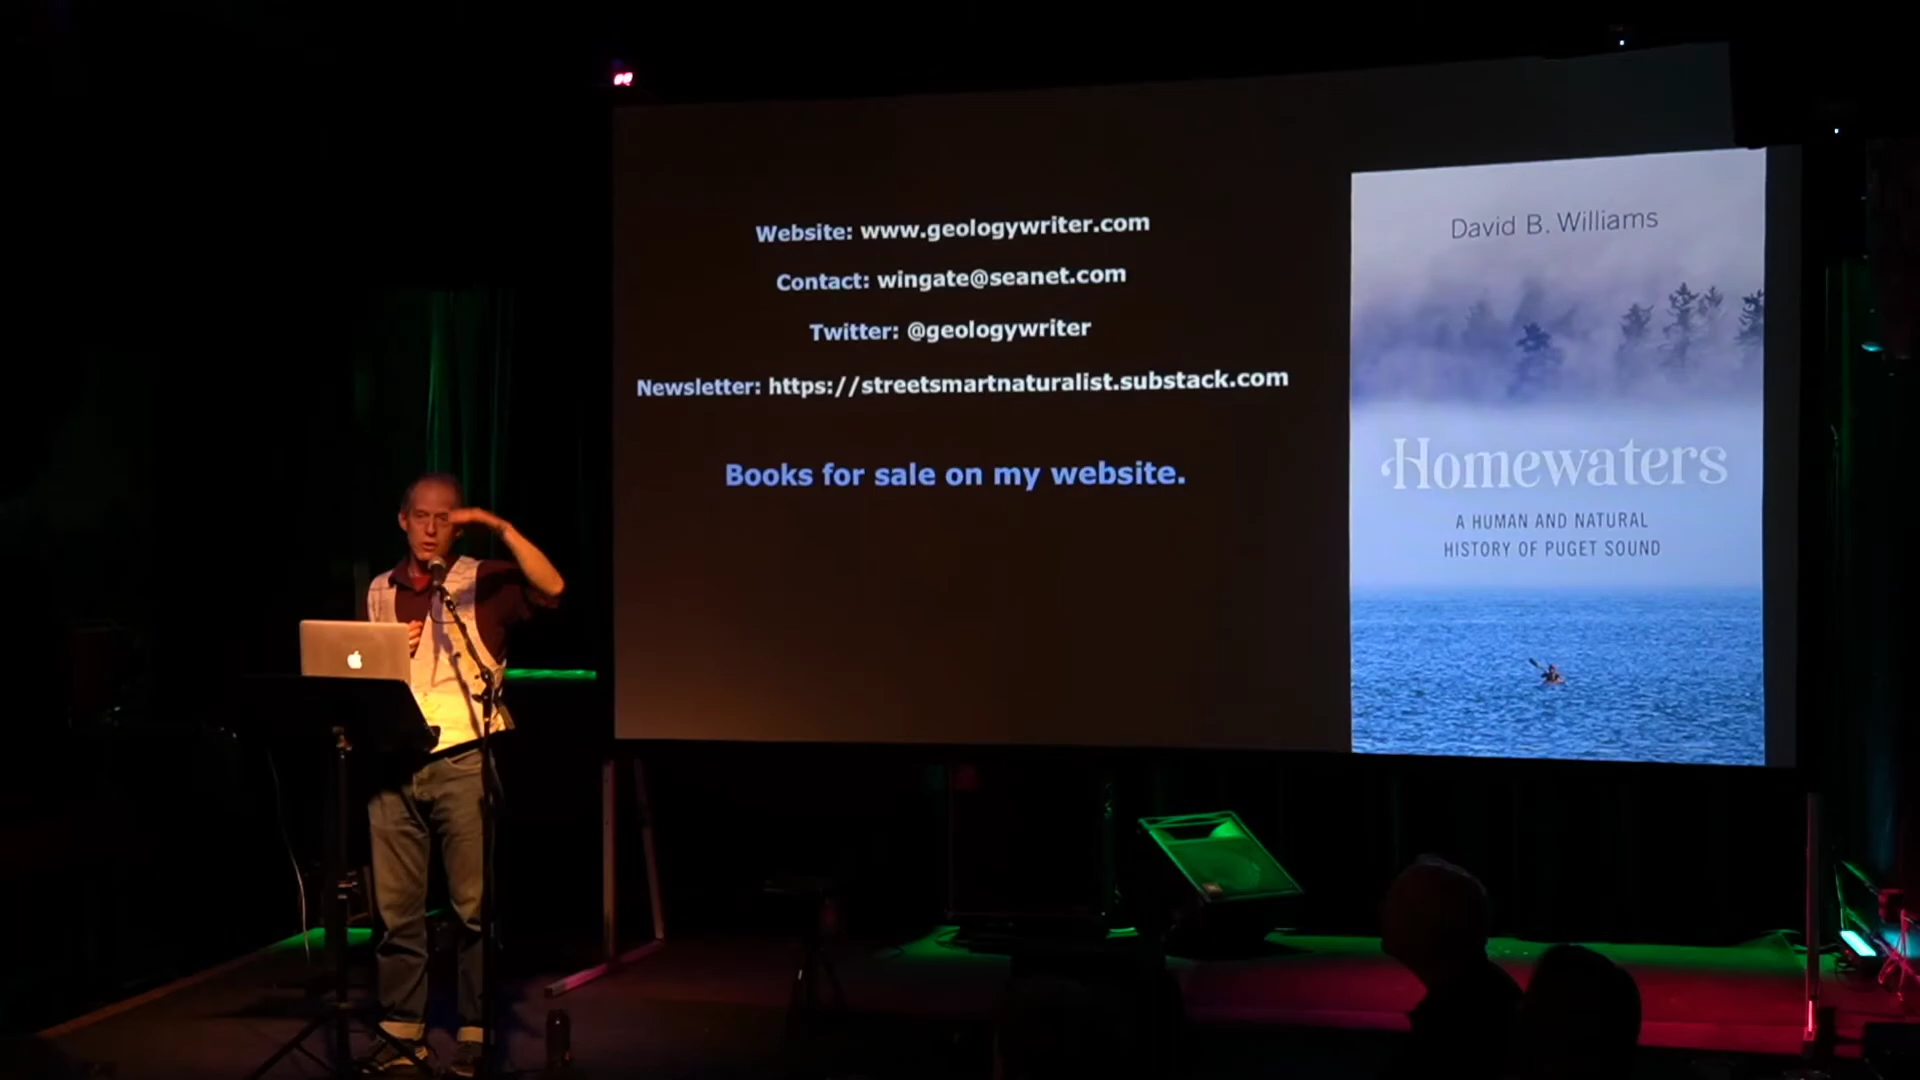 Website: www.geologywriter.com
Contact: wingate@seanet.com
Twitter: @geologywriter
Newsletter: https://streetsmartnaturalist.substack.com
Books for sale on my website.
David B. Williams
Homewaters
A HUMAN AND NATURAL
HISTORY OF PUGET SOUND